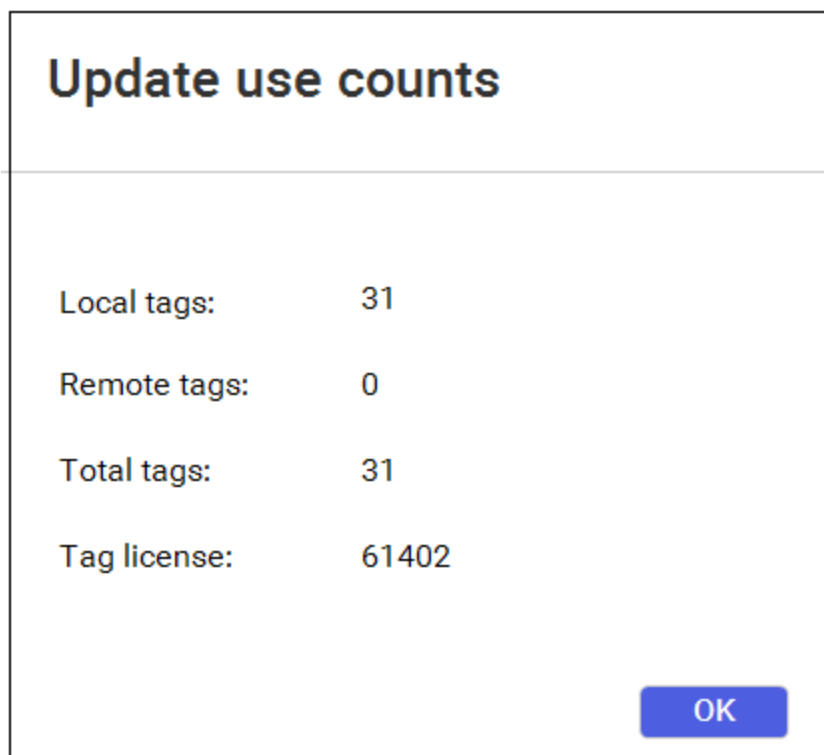 Update use counts
Local tags: 31
Remote tags: 0
Total tags: 31
Tag license: 61402
OK